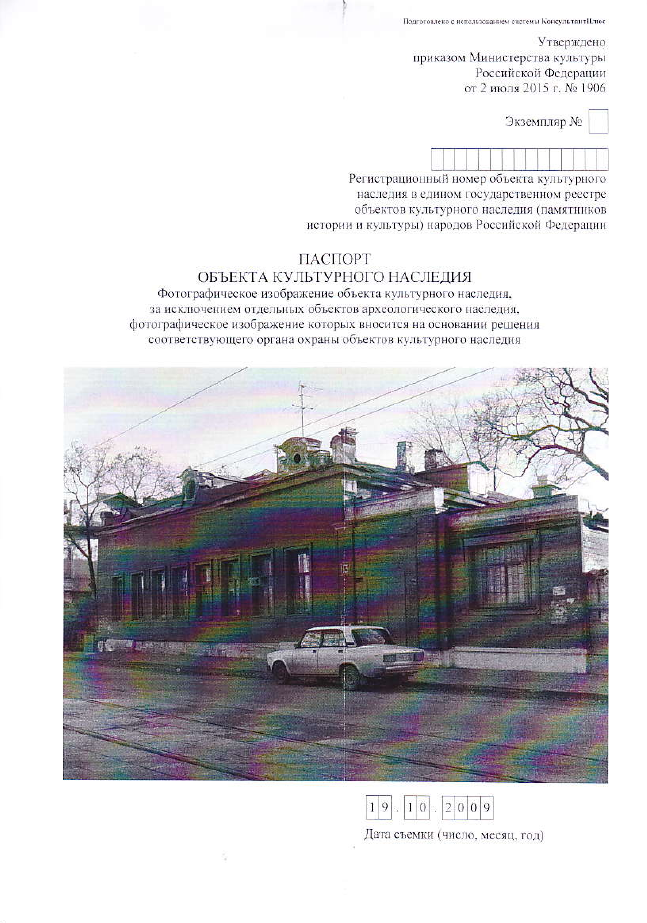 Подготовлено с использованием системы КонсультантПлюс
Утверждено
приказом Министерства культуры
Российской Федерации
от 2 июля 2015 г. № 1906
Экземпляр №
Регистрационный номер объекта культурного
наследия в едином государственном реестре
объектов культурного наследия (памятников
истории и культуры) народов Российской Федерации
ПАСПОРТ
ОБЪЕКТА КУЛЬТУРНОГО НАСЛЕДИЯ
Фотографическое изображение объекта культурного наследия,
за исключением отдельных объектов археологического наследия,
фотографическое изображение которых вносится на основании решения
соответствующего органа охраны объектов культурного наследия
19.10.2009
Дата съемки (число, месяц, год)